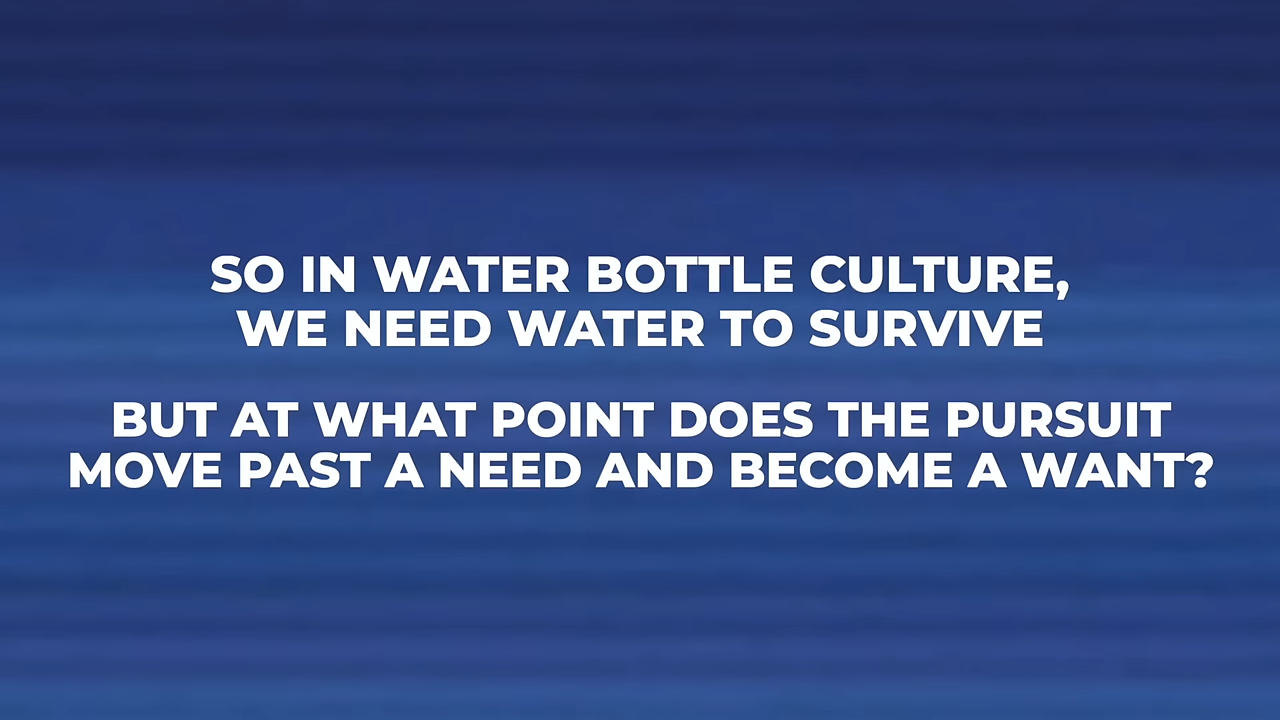 SO IN WATER BOTTLE CULTURE,
WE NEED WATER TO SURVIVE
BUT AT WHAT POINT DOES THE PURSUIT
MOVE PAST A NEED AND BECOME A WANT?